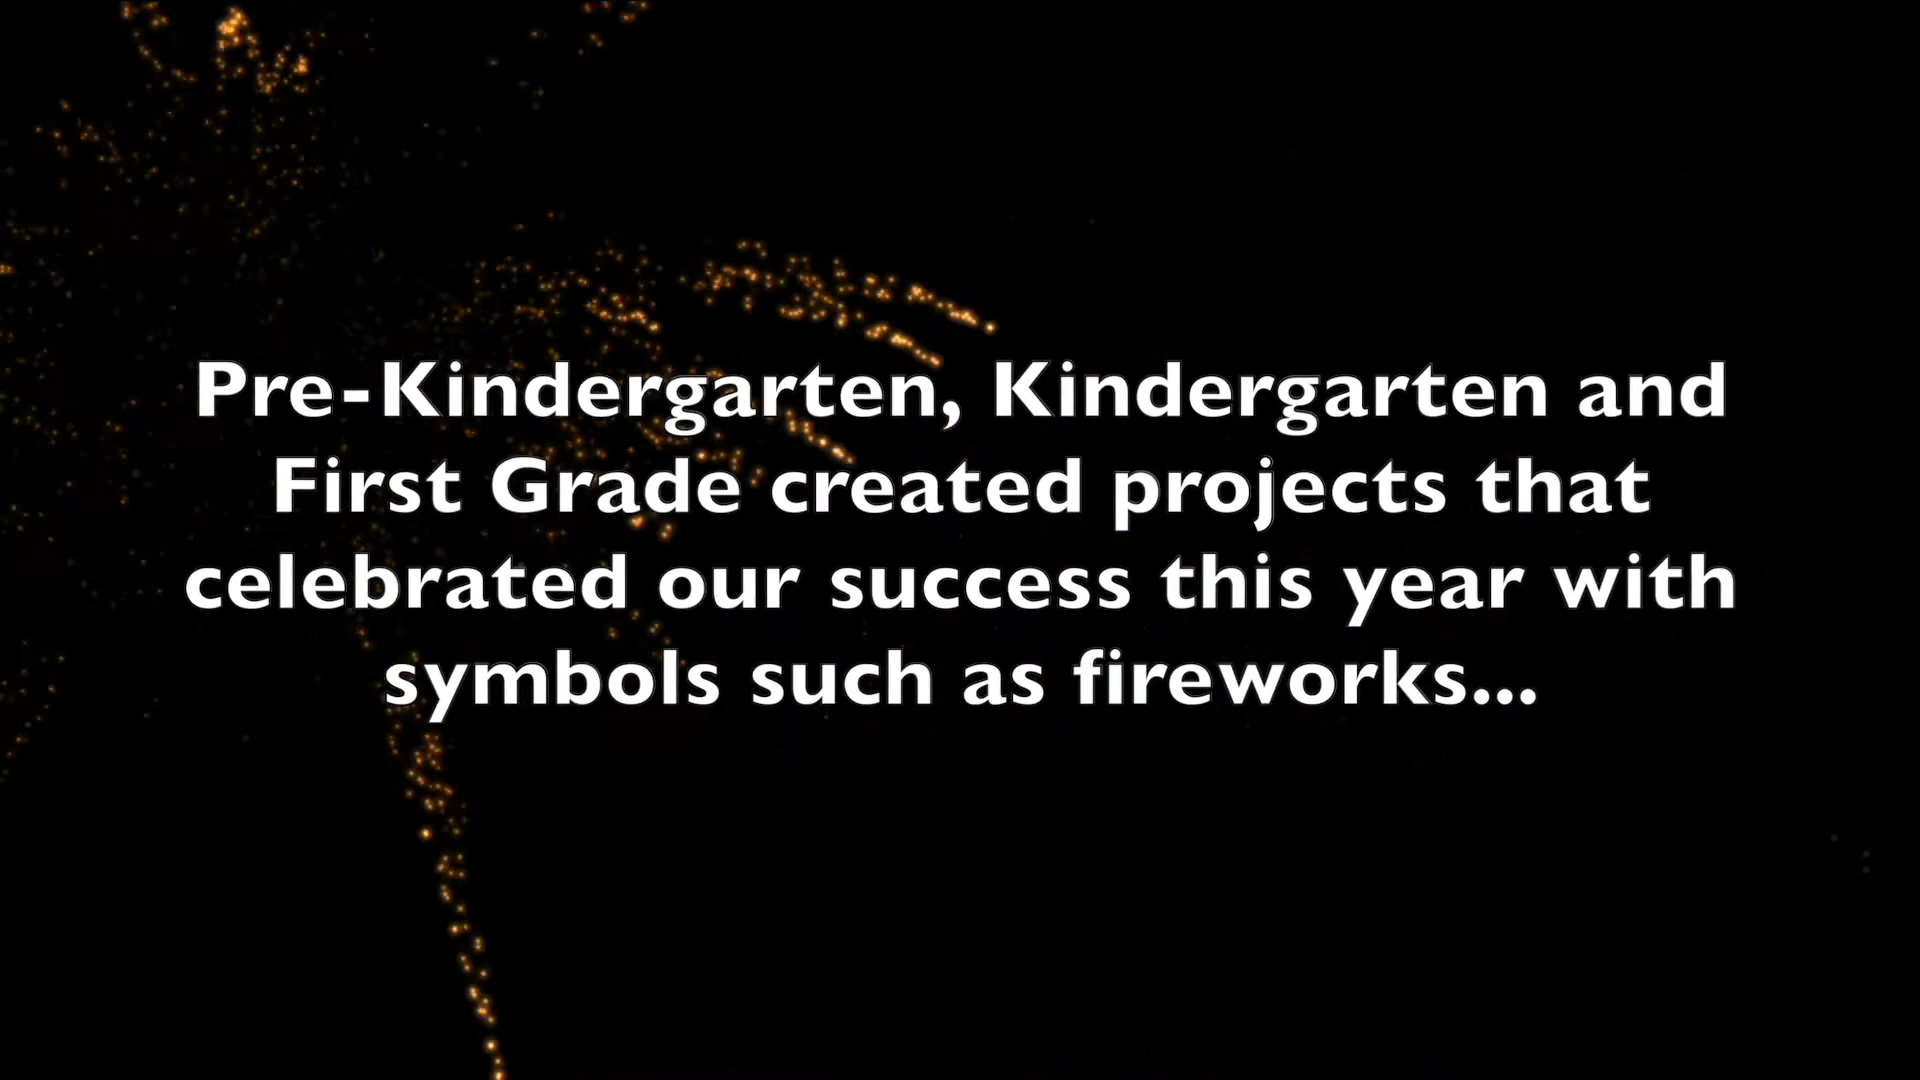 Pre-Kindergarten, Kindergarten and
First Grade created projects that
celebrated our success this year with
symbols such as fireworks...